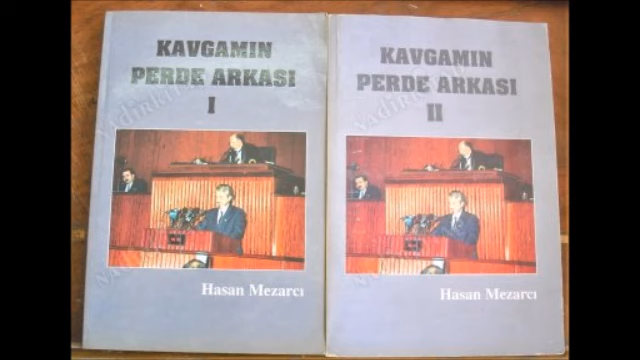 KAVGAMIN
PERDE ARKASI
I
Hasan Mezarcı
KAVGAMIN
PERDE ARKASI
II
Hasan Mezarcı